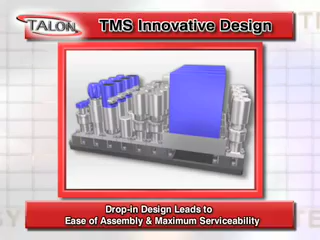 TALON
TMS Innovative Design
Drop-In Design Leads to
Ease of Assembly & Maximum Serviceability